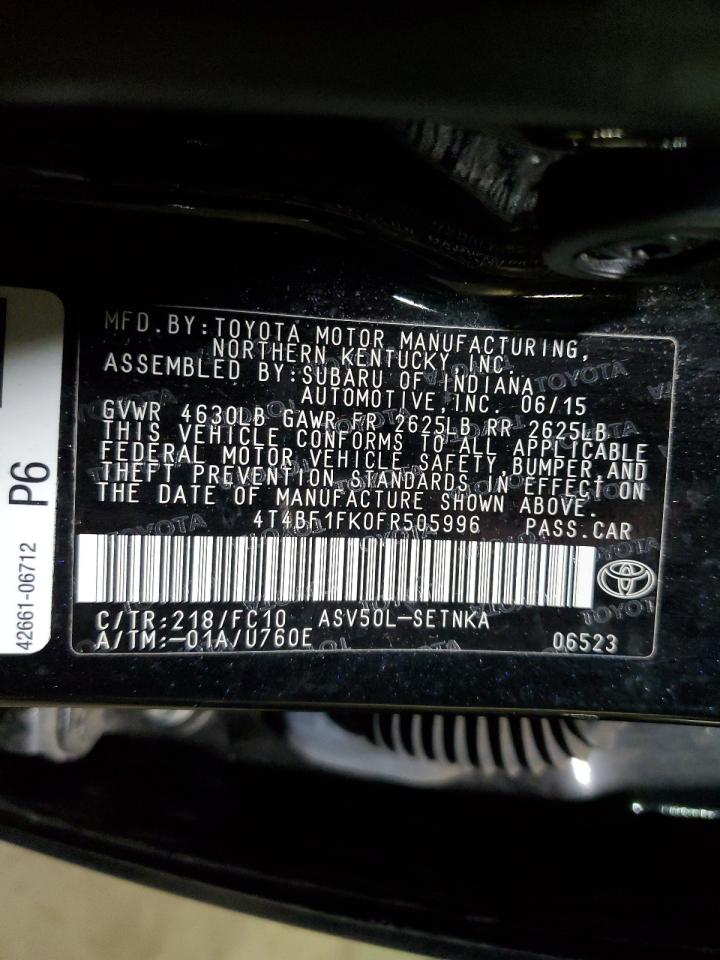 MFD.BY:TOYOTA MOTOR MANUFACTURING,
NORTHERN KENTUCKY INC.
ASSEMBLED BY:SUBARU OF INDIANA
AUTOMOTIVE,INC. 06/15
GVWR 4630LB GAWR FR 2625LB RR 2625LB
THIS VEHICLE CONFORMS TO ALL APPLICABLE
FEDERAL MOTOR VEHICLE SAFETY,BUMPER,AND
THEFT PREVENTION STANDARDS IN EFFECT ON
THE DATE OF MANUFACTURE SHOWN ABOVE.
4T4BF1FK0FR505996 PASS.CAR
C/TR:218/FC10 ASV50L-SETNKA
A/TM:-01A/U760E 06523
P6
42661-06712